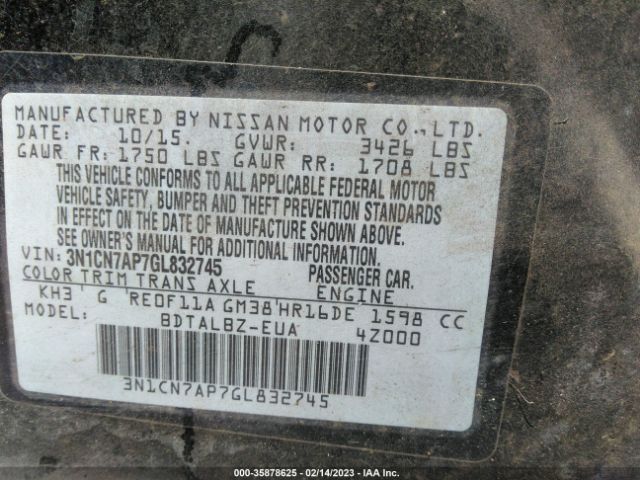 MANUFACTURED BY NISSAN MOTOR CO.,LTD.
DATE: 10/15. GVWR: 3426 LBS
GAWR FR: 1750 LBS GAWR RR: 1708 LBS
THIS VEHICLE CONFORMS TO ALL APPLICABLE FEDERAL MOTOR
VEHICLE SAFETY, BUMPER AND THEFT PREVENTION STANDARDS
IN EFFECT ON THE DATE OF MANUFACTURE SHOWN ABOVE.
SEE OWNER'S MANUAL FOR ADDITIONAL INFORMATION.
VIN: 3N1CN7AP7GL832745 PASSENGER CAR.
COLOR TRIM TRANS AXLE ENGINE
KH3 G RE0F11A GM38 HR16DE 1598 CC
MODEL: BDTALBZ-EUA 4Z000
3N1CN7AP7GL832745
000-35878625 - 02/14/2023 - IAA Inc.